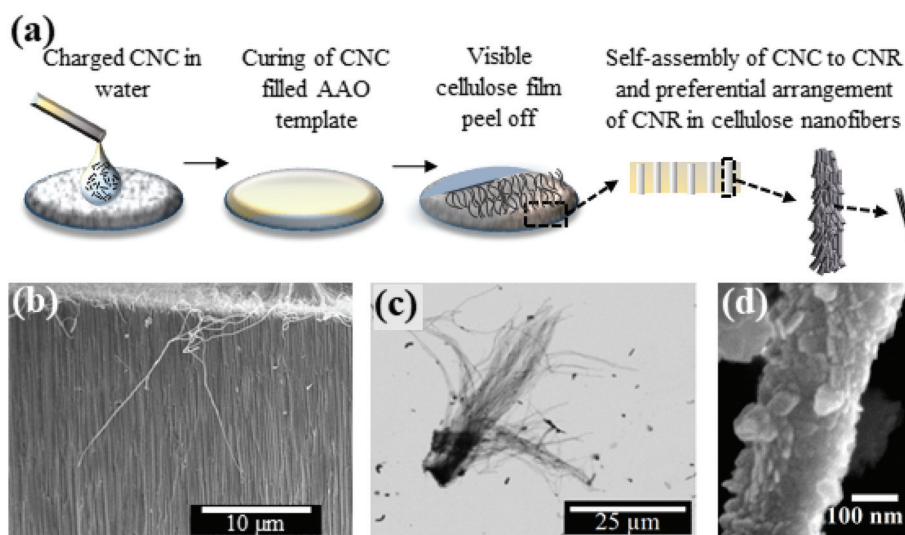 (a)
Charged CNC in
water
Curing of CNC
filled AAO
template
Visible
cellulose film
peel off
Self-assembly of CNC to CNR
and preferential arrangement
of CNR in cellulose nanofibers
(b)
10 μm
(c)
25 μm
(d)
100 nm